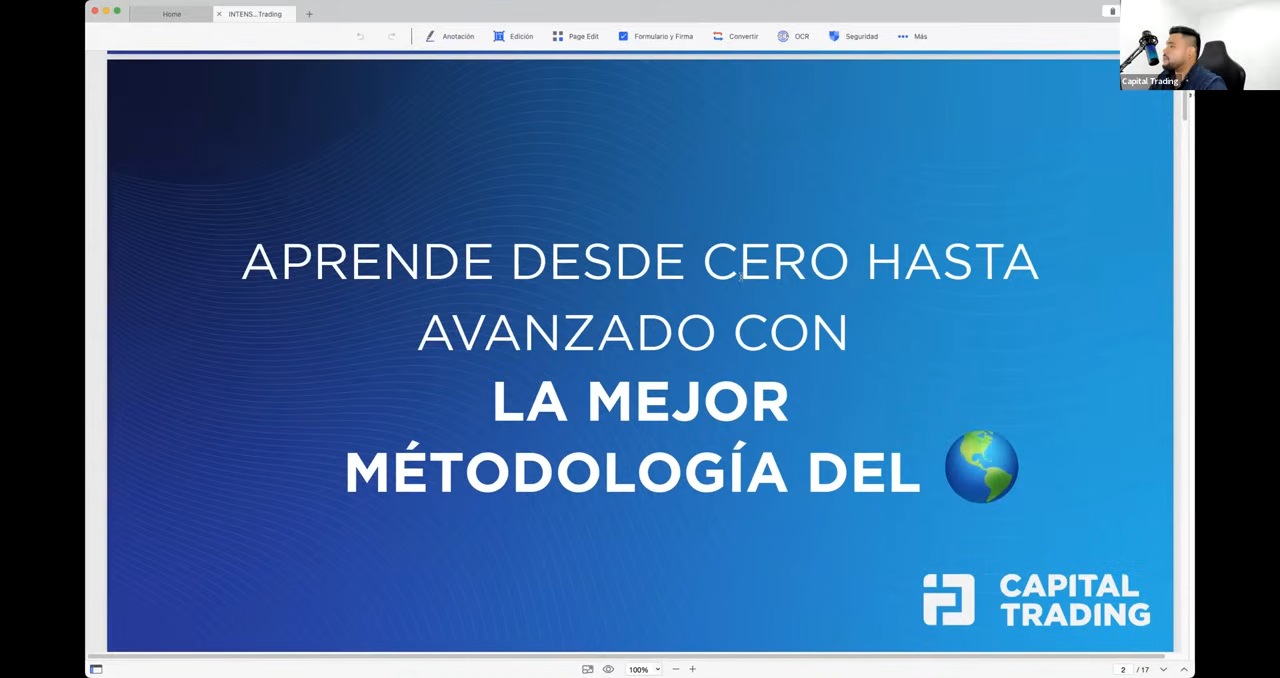 Home
INTENS...Trading
Anotación
Edición
Page Edit
Formulario y Firma
Convertir
OCR
Seguridad
Más
Capital Trading
APRENDE DESDE CERO HASTA
AVANZADO CON
LA MEJOR
MÉTODOLOGÍA DEL
CAPITAL
TRADING
100%
2 / 17